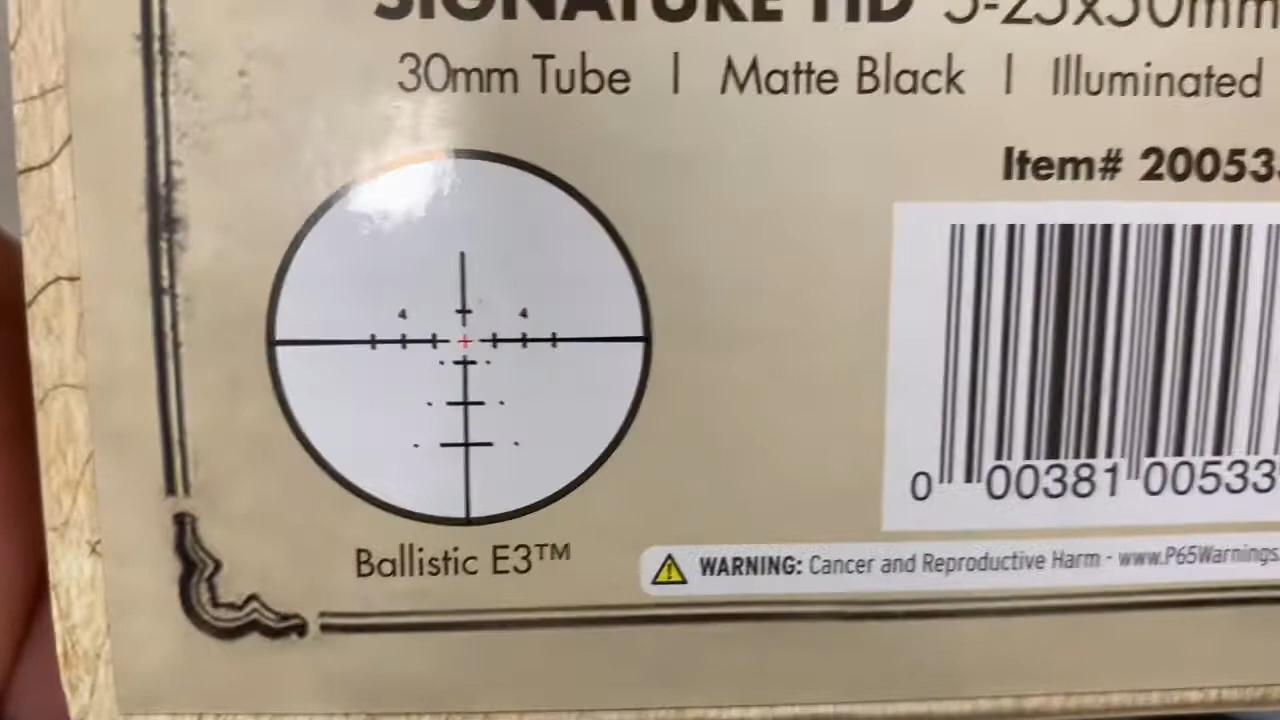 SIGNATURE HD 5-25x50mm
30mm Tube | Matte Black | Illuminated
Item# 20053
4 4
0 00381 00533
Ballistic E3™
WARNING: Cancer and Reproductive Harm - www.P65Warnings.